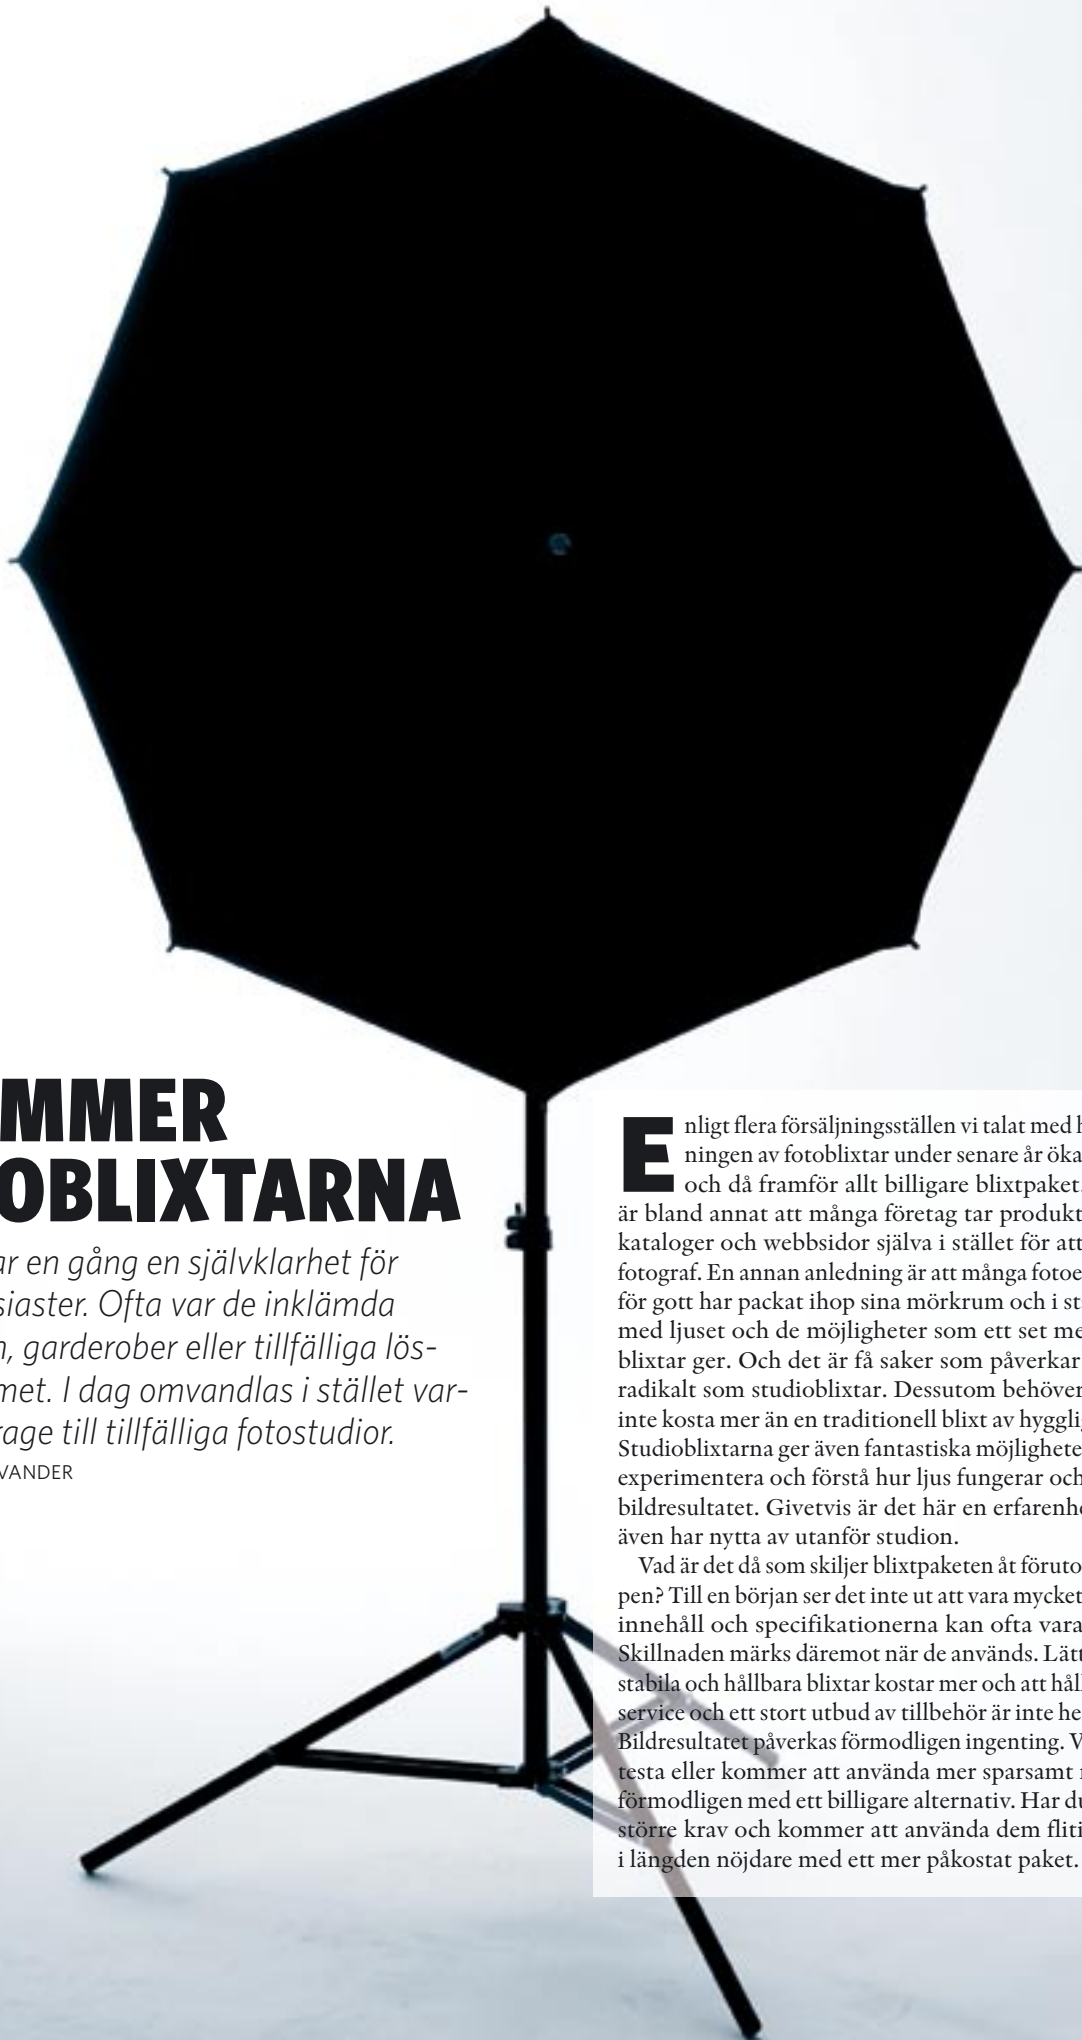 MMER
OBLIXTARNA
ar en gång en självklarhet för
siaster. Ofta var de inklämda
n, garderober eller tillfälliga lös-
met. I dag omvandlas i stället var-
rage till tillfälliga fotostudior.
VANDER
Enligt flera försäljningsställen vi talat med h
ningen av fotoblixtar under senare år öka
och då framför allt billigare blixtpaket.
är bland annat att många företag tar produkt
kataloger och webbsidor själva i stället för att
fotograf. En annan anledning är att många fotoe
för gott har packat ihop sina mörkrum och i st
med ljuset och de möjligheter som ett set me
blixtar ger. Och det är få saker som påverkar
radikalt som studioblixtar. Dessutom behöver
inte kosta mer än en traditionell blixt av hygglig
Studioblixtarna ger även fantastiska möjlighete
experimentera och förstå hur ljus fungerar och
bildresultatet. Givetvis är det här en erfarenhe
även har nytta av utanför studion.
Vad är det då som skiljer blixtpaketen åt föruto
pen? Till en början ser det inte ut att vara mycket
innehåll och specifikationerna kan ofta vara
Skillnaden märks däremot när de används. Lätt
stabila och hållbara blixtar kostar mer och att håll
service och ett stort utbud av tillbehör är inte he
Bildresultatet påverkas förmodligen ingenting. V
testa eller kommer att använda mer sparsamt
förmodligen med ett billigare alternativ. Har du
större krav och kommer att använda dem fliti
i längden nöjdare med ett mer påkostat paket.